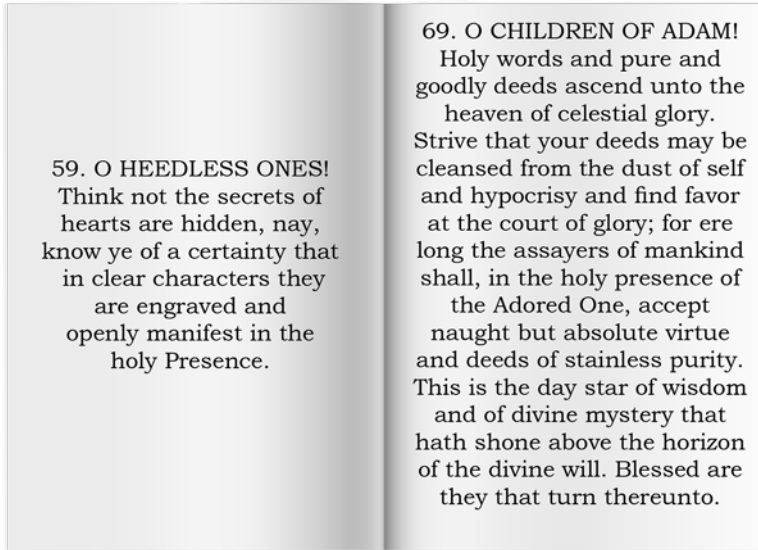 59. O HEEDLESS ONES!
Think not the secrets of
hearts are hidden, nay,
know ye of a certainty that
in clear characters they
are engraved and
openly manifest in the
holy Presence.
69. O CHILDREN OF ADAM!
Holy words and pure and
goodly deeds ascend unto the
heaven of celestial glory.
Strive that your deeds may be
cleansed from the dust of self
and hypocrisy and find favor
at the court of glory; for ere
long the assayers of mankind
shall, in the holy presence of
the Adored One, accept
naught but absolute virtue
and deeds of stainless purity.
This is the day star of wisdom
and of divine mystery that
hath shone above the horizon
of the divine will. Blessed are
they that turn thereunto.